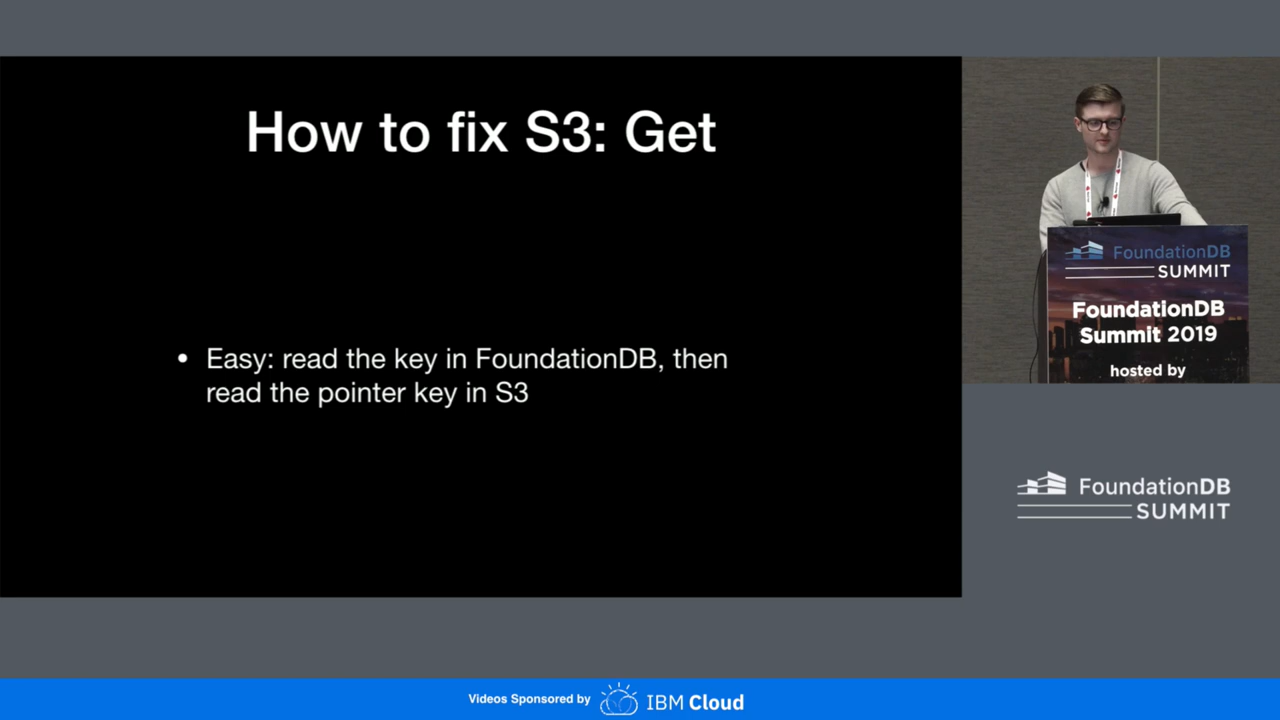 How to fix S3: Get
• Easy: read the key in FoundationDB, then
read the pointer key in S3
FoundationDB
SUMMIT
FoundationDB
Summit 2019
hosted by
FoundationDB
SUMMIT
Videos Sponsored by IBM Cloud